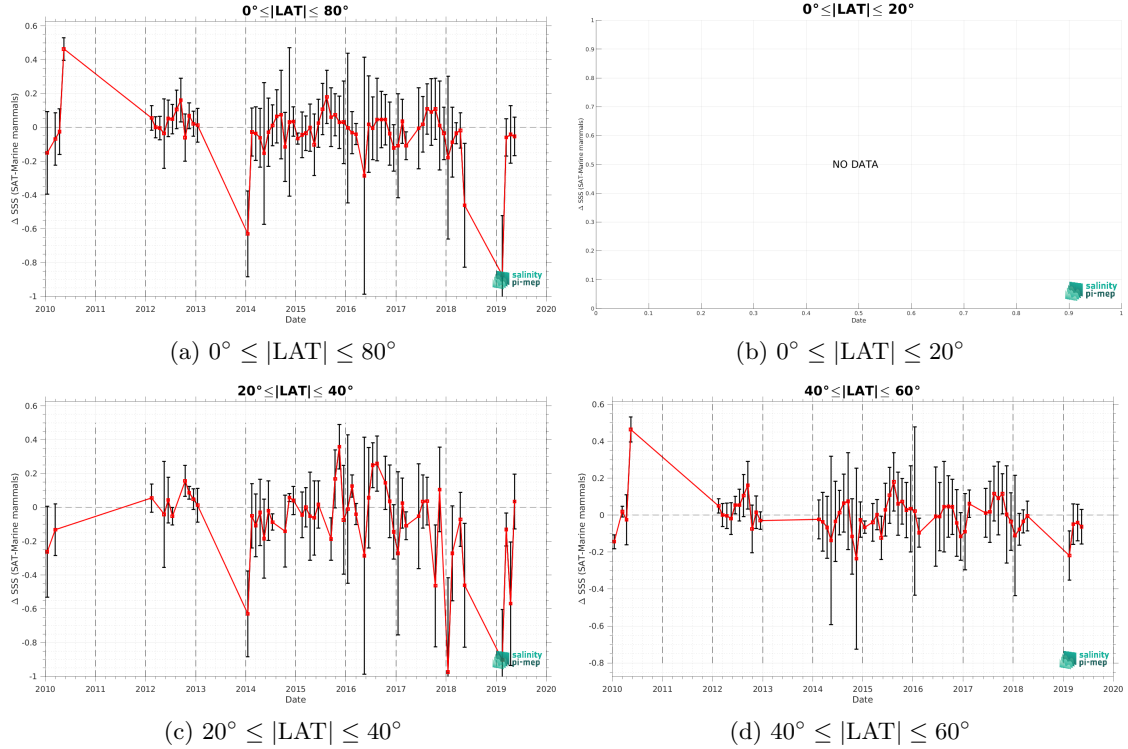 0°≤|LAT|≤ 80°
Δ SSS (SAT-Marine mammals)
0.6
0.4
0.2
0
-0.2
-0.4
-0.6
-0.8
-1
2010 2011 2012 2013 2014 2015 2016 2017 2018 2019 2020
Date
salinity
pi-mep
(a) 0° ≤ |LAT| ≤ 80°
0°≤|LAT|≤ 20°
Δ SSS (SAT-Marine mammals)
1
0.9
0.8
0.7
0.6
0.5
0.4
0.3
0.2
0.1
0
NO DATA
0 0.1 0.2 0.3 0.4 0.5 0.6 0.7 0.8 0.9 1
Date
salinity
pi-mep
(b) 0° ≤ |LAT| ≤ 20°
20°≤|LAT|≤ 40°
Δ SSS (SAT-Marine mammals)
0.6
0.4
0.2
0
-0.2
-0.4
-0.6
-0.8
-1
2010 2011 2012 2013 2014 2015 2016 2017 2018 2019 2020
Date
salinity
pi-mep
(c) 20° ≤ |LAT| ≤ 40°
40°≤|LAT|≤ 60°
Δ SSS (SAT-Marine mammals)
0.6
0.4
0.2
0
-0.2
-0.4
-0.6
-0.8
2010 2011 2012 2013 2014 2015 2016 2017 2018 2019 2020
Date
salinity
pi-mep
(d) 40° ≤ |LAT| ≤ 60°